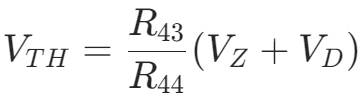 V_{TH} = \frac{R_{43}}{R_{44}}(V_Z + V_D)